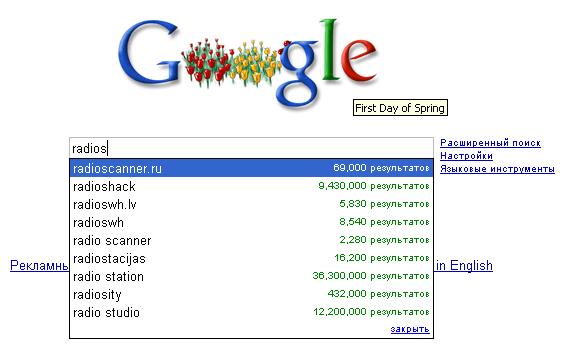 Google
First Day of Spring
radios
Расширенный поиск
Настройки
Языковые инструменты
radioscanner.ru 69,000 результатов
radioshack 9,430,000 результатов
radioswh.lv 5,830 результатов
radioswh 8,540 результатов
radio scanner 2,280 результатов
radiostacijas 16,200 результатов
radio station 36,300,000 результатов
radiosity 432,000 результатов
radio studio 12,200,000 результатов
закрыть
Рекламны in English